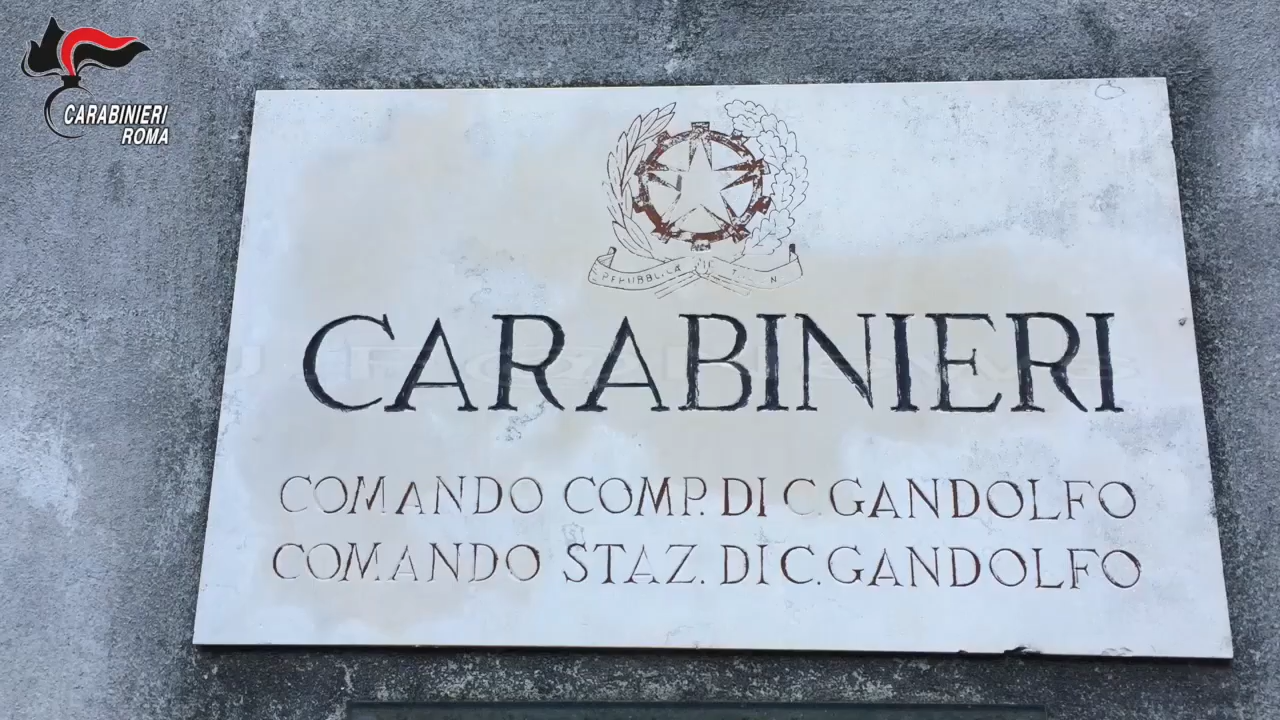 CARABINIERI
ROMA
CARABINIERI
COMANDO COMP. DI C. GANDOLFO
COMANDO STAZ. DI C. GANDOLFO